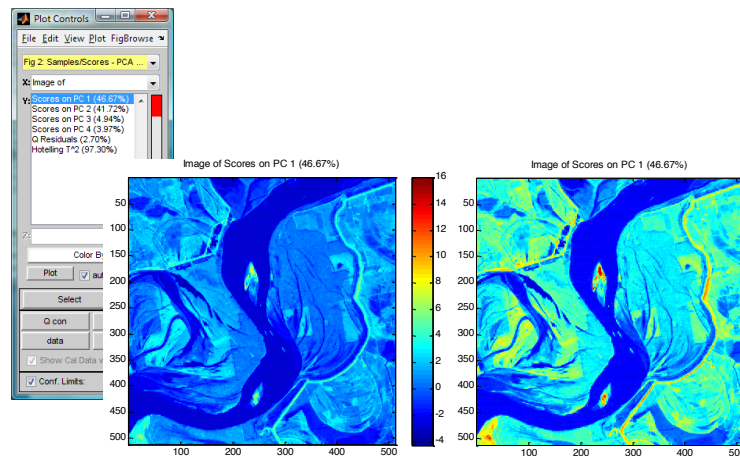 Plot Controls
File Edit View Plot FigBrowse
Fig 2: Samples/Scores - PCA ...
X: Image of
Y: Scores on PC 1 (46.67%)
Scores on PC 2 (41.72%)
Scores on PC 3 (4.94%)
Scores on PC 4 (3.97%)
Q Residuals (2.70%)
Hotelling T^2 (97.30%)
Z:
Color By
Plot
Select
Q con
data
Show Cal Data
Conf. Limits:
Image of Scores on PC 1 (46.67%)
50
100
150
200
250
300
350
400
450
500
100 200 300 400 500
16
14
12
10
8
6
4
2
0
-2
-4
Image of Scores on PC 1 (46.67%)
50
100
150
200
250
300
350
400
450
500
100 200 300 400 500